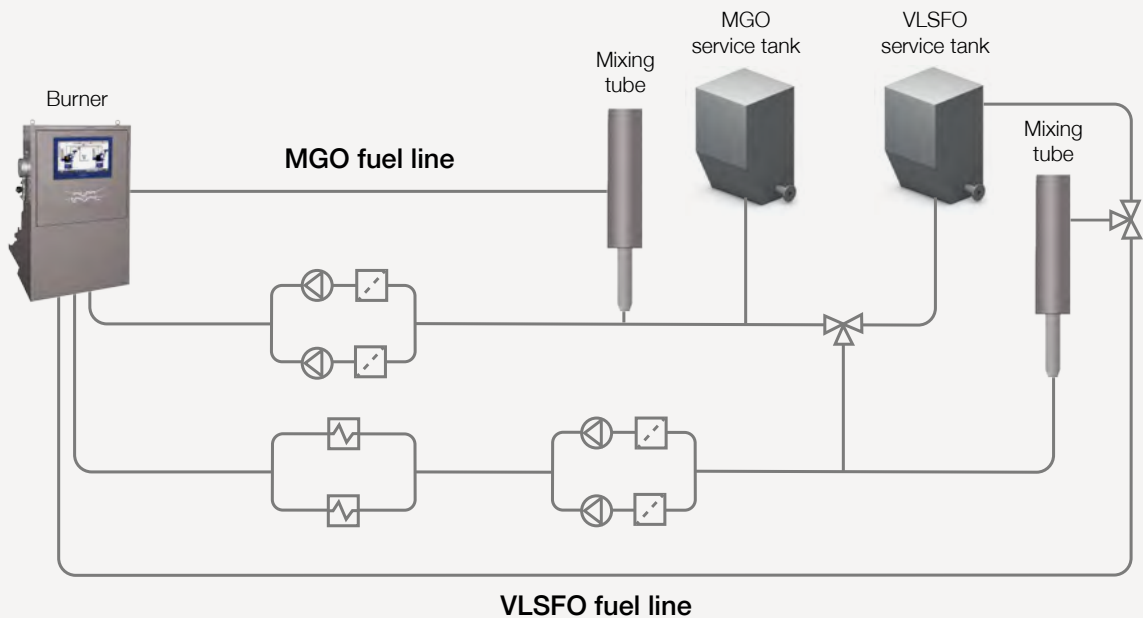 MGO
service tank
VLSFO
service tank
Mixing
tube
Burner
Mixing
tube
MGO fuel line
VLSFO fuel line